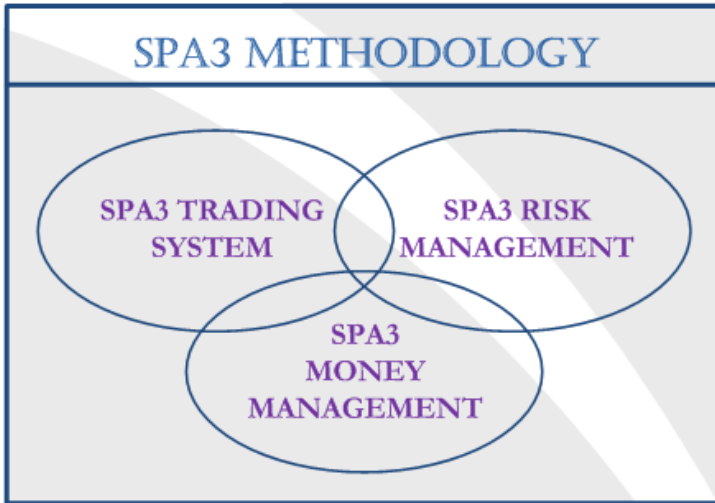 SPA3 METHODOLOGY
SPA3 TRADING
SYSTEM
SPA3 RISK
MANAGEMENT
SPA3
MONEY
MANAGEMENT